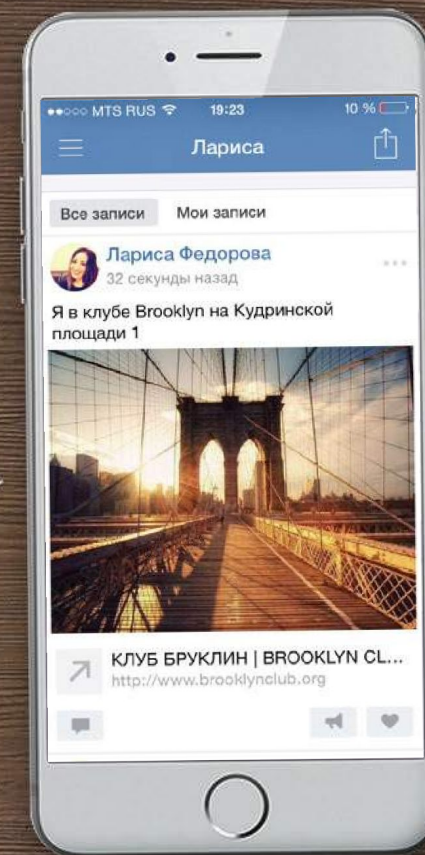 MTS RUS 19:23 10 %
Лариса
Все записи Мои записи
Лариса Федорова
32 секунды назад
Я в клубе Brooklyn на Кудринской
площади 1
КЛУБ БРУКЛИН | BROOKLYN CL...
http://www.brooklynclub.org